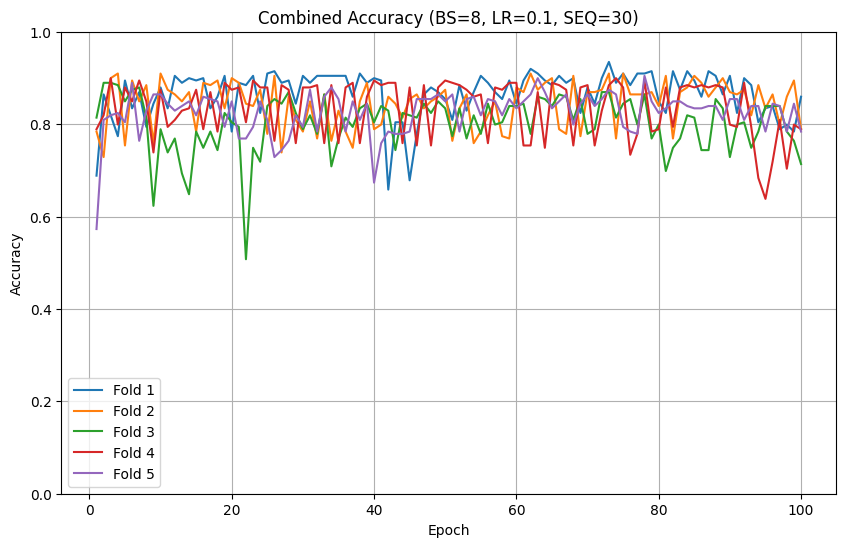 Combined Accuracy (BS=8, LR=0.1, SEQ=30)
1.0
0.8
0.6
0.4
0.2
0.0
Accuracy
Fold 1
Fold 2
Fold 3
Fold 4
Fold 5
0 20 40 60 80 100
Epoch